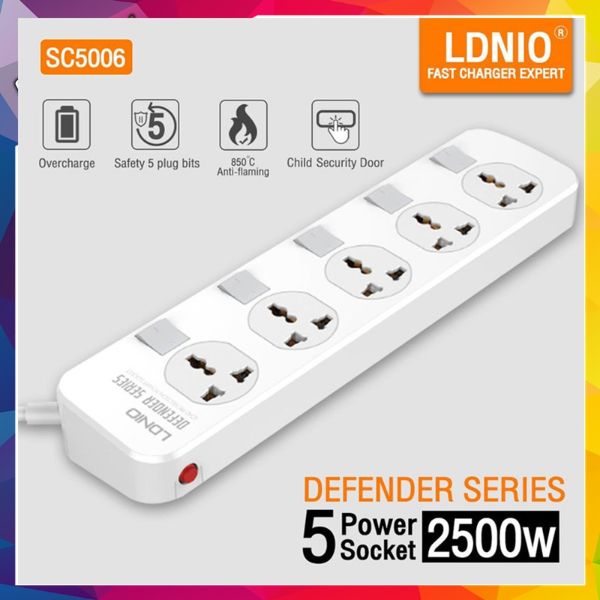 SC5006
LDNIO®
FAST CHARGER EXPERT
5
Overcharge
Safety 5 plug bits
850°C
Anti-flaming
Child Security Door
LDNIO
DEFENDER SERIES
DEFENDER SERIES
5 Power
Socket
2500w